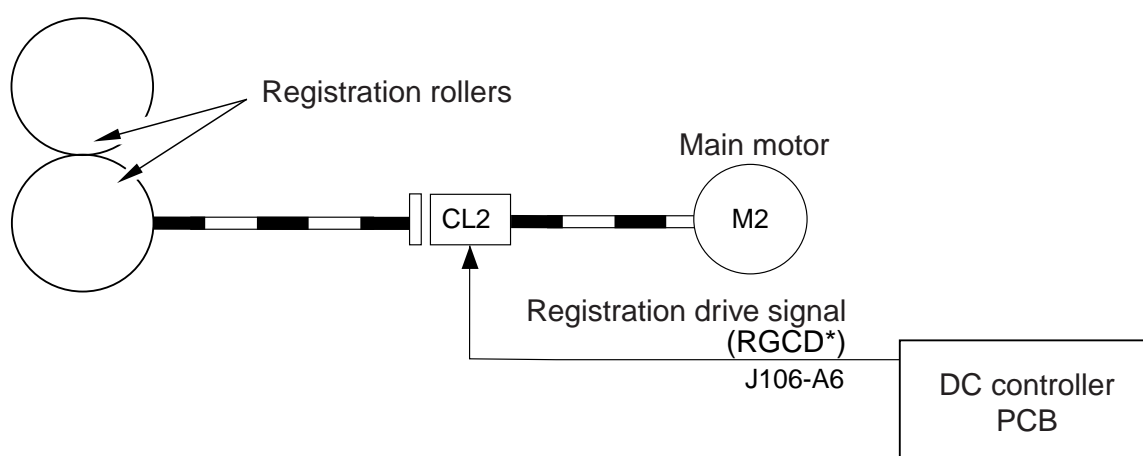 Registration rollers
Main motor
CL2
M2
Registration drive signal
(RGCD*)
J106-A6
DC controller
PCB